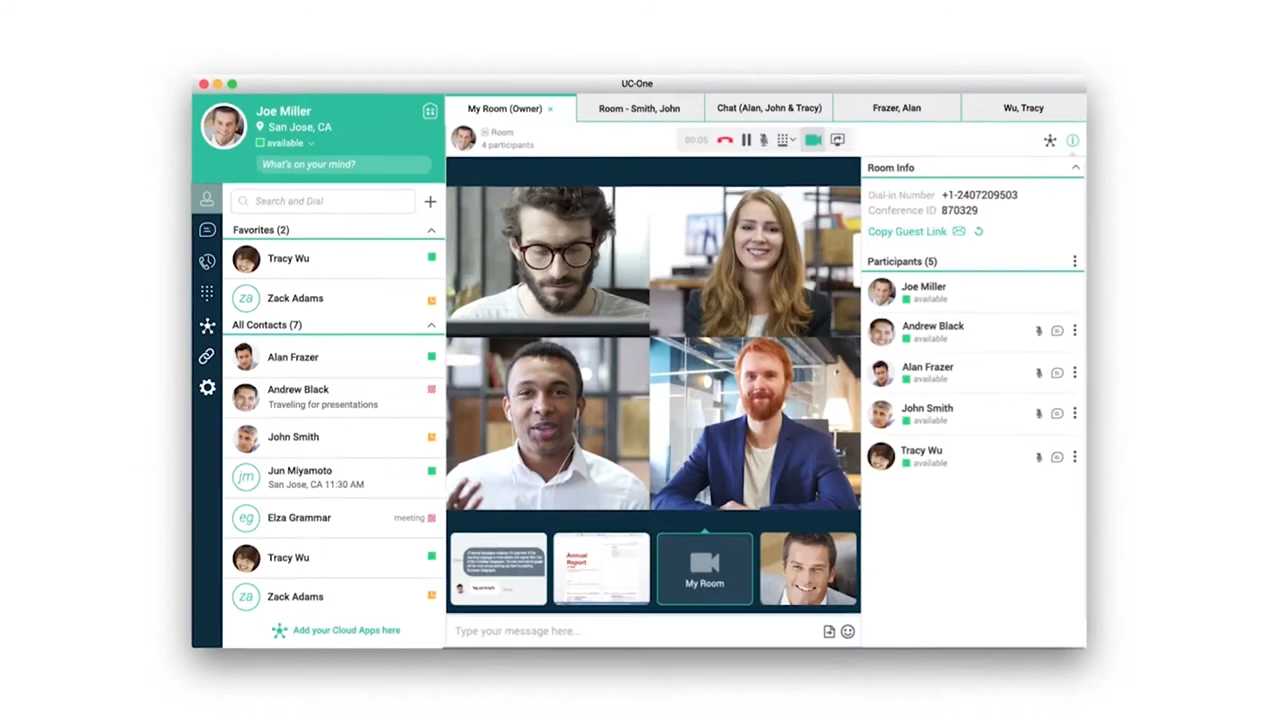 UC-One
Joe Miller
San Jose, CA
available
What's on your mind?
My Room (Owner) ×
Room - Smith, John
Chat (Alan, John & Tracy)
Frazer, Alan
Wu, Tracy
Room
4 participants
00:05
Search and Dial
Favorites (2)
Tracy Wu
za
Zack Adams
All Contacts (7)
Alan Frazer
Andrew Black
Traveling for presentations
John Smith
jm
Jun Miyamoto
San Jose, CA 11:30 AM
eg
Elza Grammar
meeting
Tracy Wu
za
Zack Adams
Add your Cloud Apps here
Annual
Report
My Room
Type your message here...
Room Info
Dial-in Number +1-2407209503
Conference ID 870329
Copy Guest Link
Participants (5)
Joe Miller
available
Andrew Black
available
Alan Frazer
available
John Smith
available
Tracy Wu
available